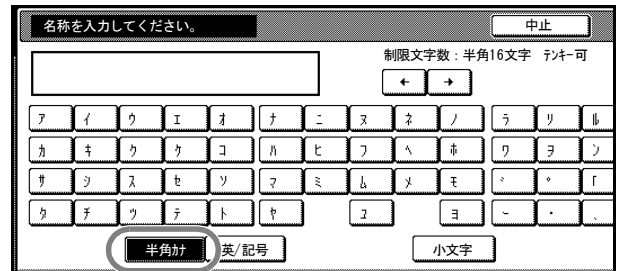 名称を入力してください。 中止
制限文字数：半角16文字 ﾃﾝｷｰ可
← →
ｱ ｲ ｳ ｴ ｵ ﾅ ﾆ ﾇ ﾈ ﾉ ﾗ ﾘ ﾙ
ｶ ｷ ｸ ｹ ｺ ﾊ ﾋ ﾌ ﾍ ﾎ ﾜ ｦ ﾝ
ｻ ｼ ｽ ｾ ｿ ﾏ ﾐ ﾑ ﾒ ﾓ ﾞ ﾟ ｢
ﾀ ﾁ ﾂ ﾃ ﾄ ﾔ ﾕ ﾖ ｰ ･ ､
半角ｶﾅ 英/記号 小文字